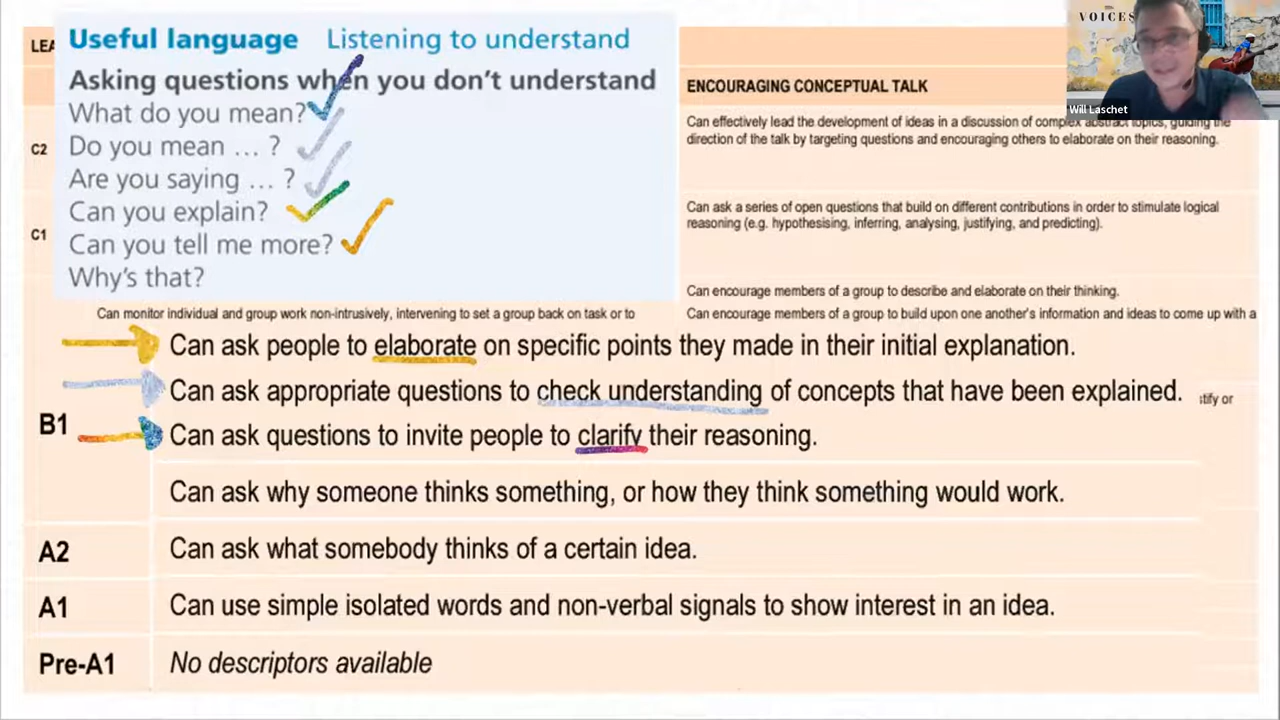 LEA
Useful language Listening to understand
Asking questions when you don't understand
What do you mean?
Do you mean … ?
Are you saying … ?
Can you explain?
Can you tell me more?
Why's that?
VOICES
Will Laschet
ENCOURAGING CONCEPTUAL TALK
C2
Can effectively lead the development of ideas in a discussion of complex abstract topics, guiding the
direction of the talk by targeting questions and encouraging others to elaborate on their reasoning.
C1
Can ask a series of open questions that build on different contributions in order to stimulate logical
reasoning (e.g. hypothesising, inferring, analysing, justifying, and predicting).
Can encourage members of a group to describe and elaborate on their thinking.
Can monitor individual and group work non-intrusively, intervening to set a group back on task or to
Can encourage members of a group to build upon one another's information and ideas to come up with a
B1
Can ask people to elaborate on specific points they made in their initial explanation.
Can ask appropriate questions to check understanding of concepts that have been explained.
tify or
Can ask questions to invite people to clarify their reasoning.
Can ask why someone thinks something, or how they think something would work.
A2
Can ask what somebody thinks of a certain idea.
A1
Can use simple isolated words and non-verbal signals to show interest in an idea.
Pre-A1
No descriptors available